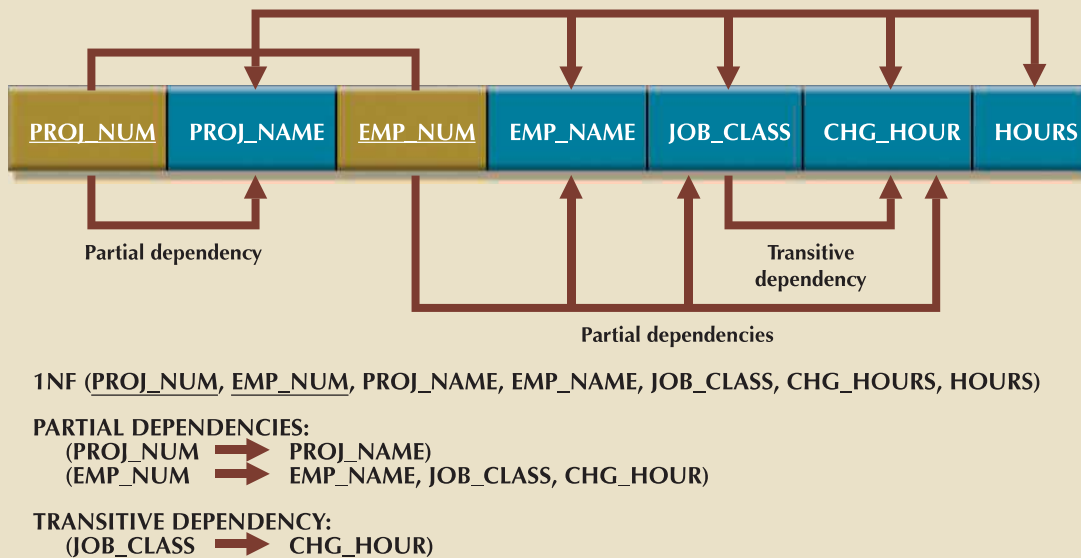 PROJ_NUM PROJ_NAME EMP_NUM EMP_NAME JOB_CLASS CHG_HOUR HOURS
Partial dependency
Transitive
dependency
Partial dependencies
1NF (PROJ_NUM, EMP_NUM, PROJ_NAME, EMP_NAME, JOB_CLASS, CHG_HOURS, HOURS)
PARTIAL DEPENDENCIES:
(PROJ_NUM PROJ_NAME)
(EMP_NUM EMP_NAME, JOB_CLASS, CHG_HOUR)
TRANSITIVE DEPENDENCY:
(JOB_CLASS CHG_HOUR)